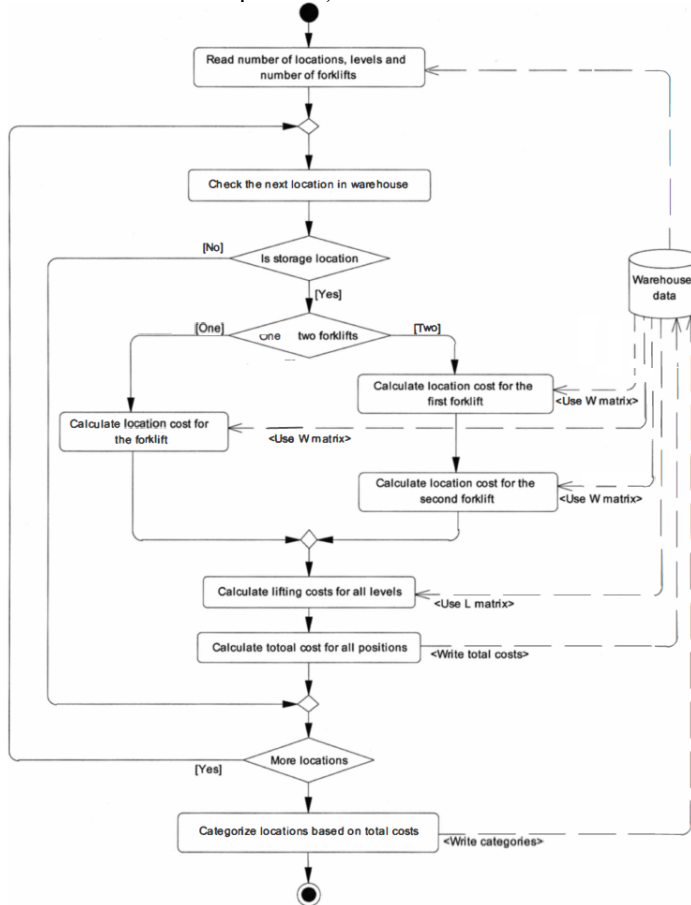 Read number of locations, levels and
number of forklifts
Check the next location in warehouse
[No]
Is storage location
[Yes]
Warehouse
data
[One]
one two forklifts
[Two]
Calculate location cost for the
first forklift
<Use W matrix>
Calculate location cost for
the forklift
<Use W matrix>
Calculate location cost for the
second forklift
<Use W matrix>
Calculate lifting costs for all levels
<Use L matrix>
Calculate totoal cost for all positions
<Write total costs>
More locations
[Yes]
Categorize locations based on total costs
<Write categories>